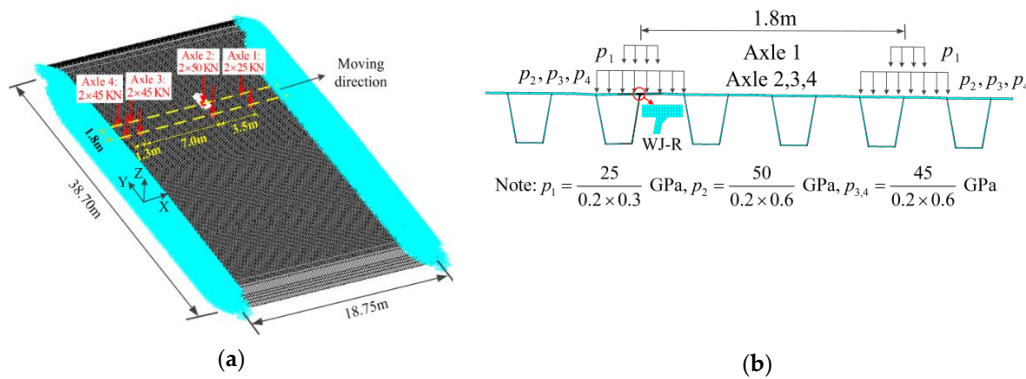 Axle 2:
2×50 KN
Axle 1:
2×25 KN
Axle 4:
2×45 KN
Axle 3:
2×45 KN
Moving
direction
1.8m
1.3m
7.0m
3.5m
Z
Y
X
38.70m
18.75m
(a)
1.8m
p₁
Axle 1
p₁
p₂, p₃, p₄
Axle 2,3,4
p₂, p₃, p₄
WJ-R
Note: p₁ = 25/(0.2×0.3) GPa, p₂ = 50/(0.2×0.6) GPa, p₃,₄ = 45/(0.2×0.6) GPa
(b)